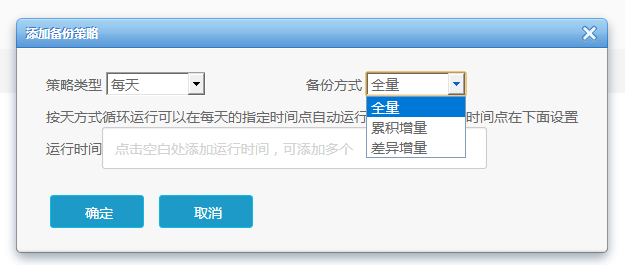 添加备份策略
策略类型 每天 备份方式 全量
全量
按天方式循环运行可以在每天的指定时间点自动运行 时间点在下面设置
累积增量
差异增量
运行时间 点击空白处添加运行时间，可添加多个
确定 取消